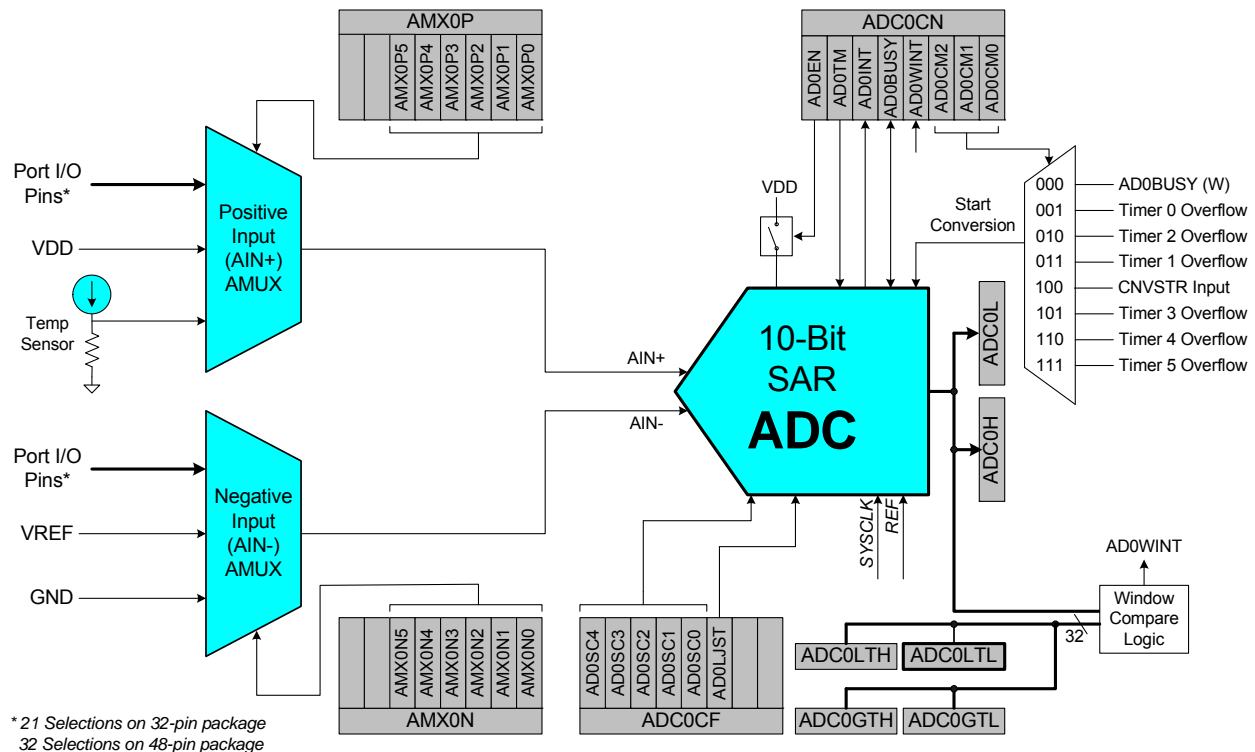 AMX0P
AMX0P5
AMX0P4
AMX0P3
AMX0P2
AMX0P1
AMX0P0
ADC0CN
AD0EN
AD0TM
AD0INT
AD0BUSY
AD0WINT
AD0CM2
AD0CM1
AD0CM0
Port I/O
Pins*
VDD
Temp
Sensor
Positive
Input
(AIN+)
AMUX
VDD
Start
Conversion
000 AD0BUSY (W)
001 Timer 0 Overflow
010 Timer 2 Overflow
011 Timer 1 Overflow
100 CNVSTR Input
101 Timer 3 Overflow
110 Timer 4 Overflow
111 Timer 5 Overflow
AIN+
AIN-
10-Bit
SAR
ADC
ADC0L
ADC0H
Port I/O
Pins*
VREF
GND
Negative
Input
(AIN-)
AMUX
SYSCLK
REF
AD0WINT
Window
Compare
Logic
32
AMX0N5
AMX0N4
AMX0N3
AMX0N2
AMX0N1
AMX0N0
AMX0N
AD0SC4
AD0SC3
AD0SC2
AD0SC1
AD0SC0
AD0LJST
ADC0CF
ADC0LTH
ADC0LTL
ADC0GTH
ADC0GTL
* 21 Selections on 32-pin package
32 Selections on 48-pin package